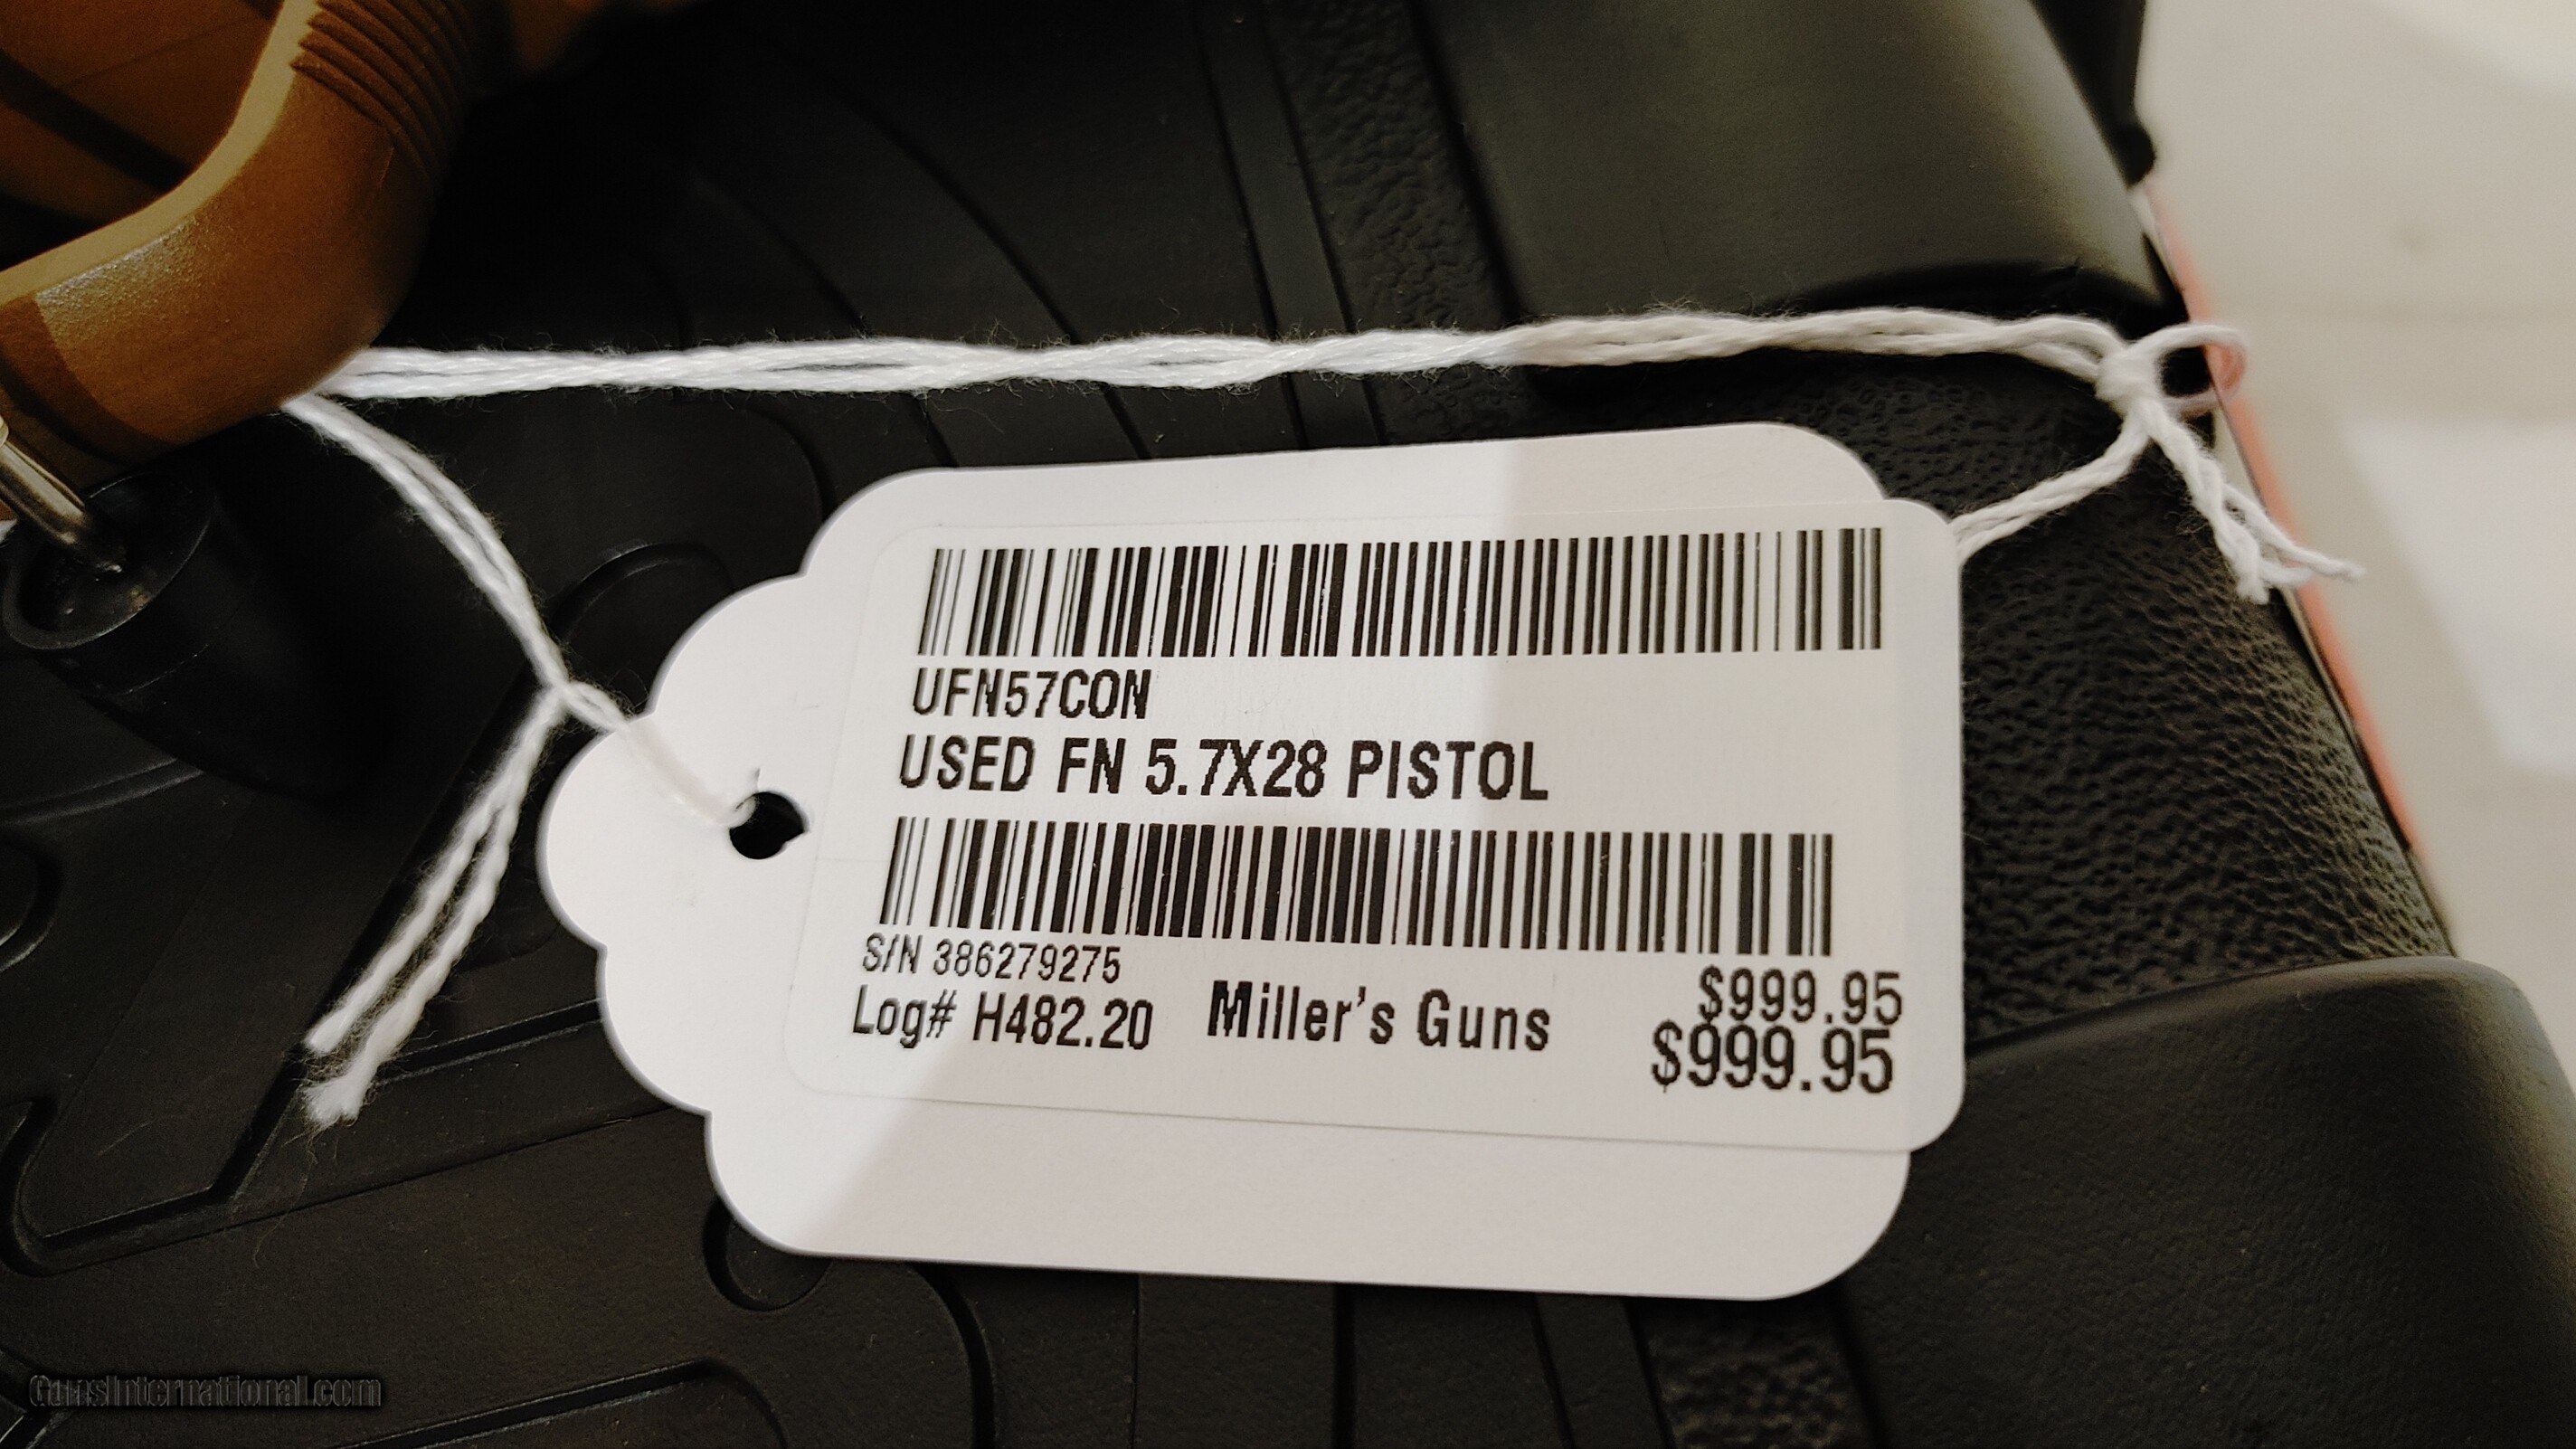 UFN57CON
USED FN 5.7X28 PISTOL
S/N 386279275
$999.95
Log# H482.20 Miller's Guns $999.95
GunsInternational.com